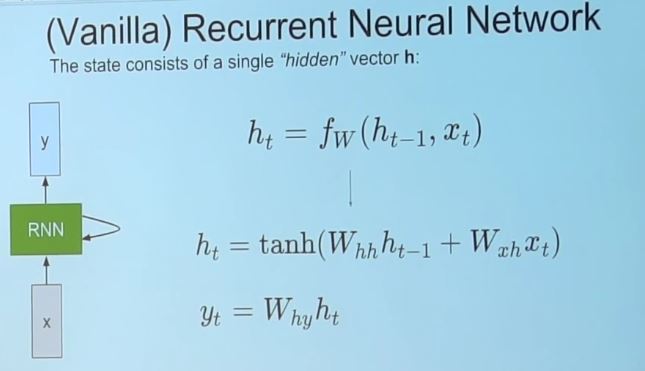 (Vanilla) Recurrent Neural Network
The state consists of a single "hidden" vector h:
y
h_t = f_W(h_{t-1}, x_t)
RNN
h_t = tanh(W_{hh}h_{t-1} + W_{xh}x_t)
y_t = W_{hy}h_t
x